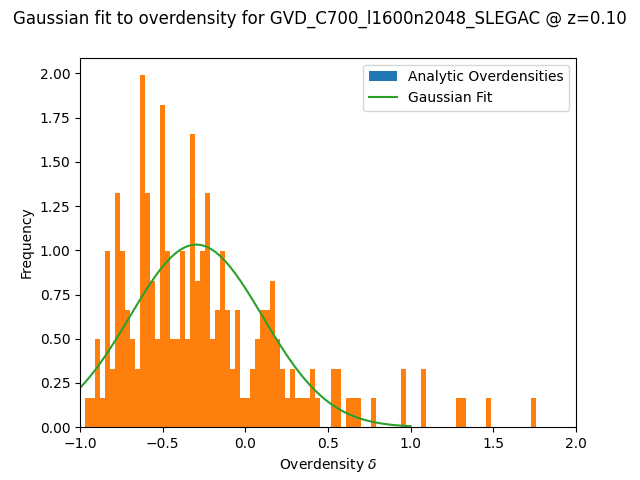 Gaussian fit to overdensity for GVD_C700_l1600n2048_SLEGAC @ z=0.10
Analytic Overdensities
Gaussian Fit
Frequency
2.00
1.75
1.50
1.25
1.00
0.75
0.50
0.25
0.00
−1.0 −0.5 0.0 0.5 1.0 1.5 2.0
Overdensity δ